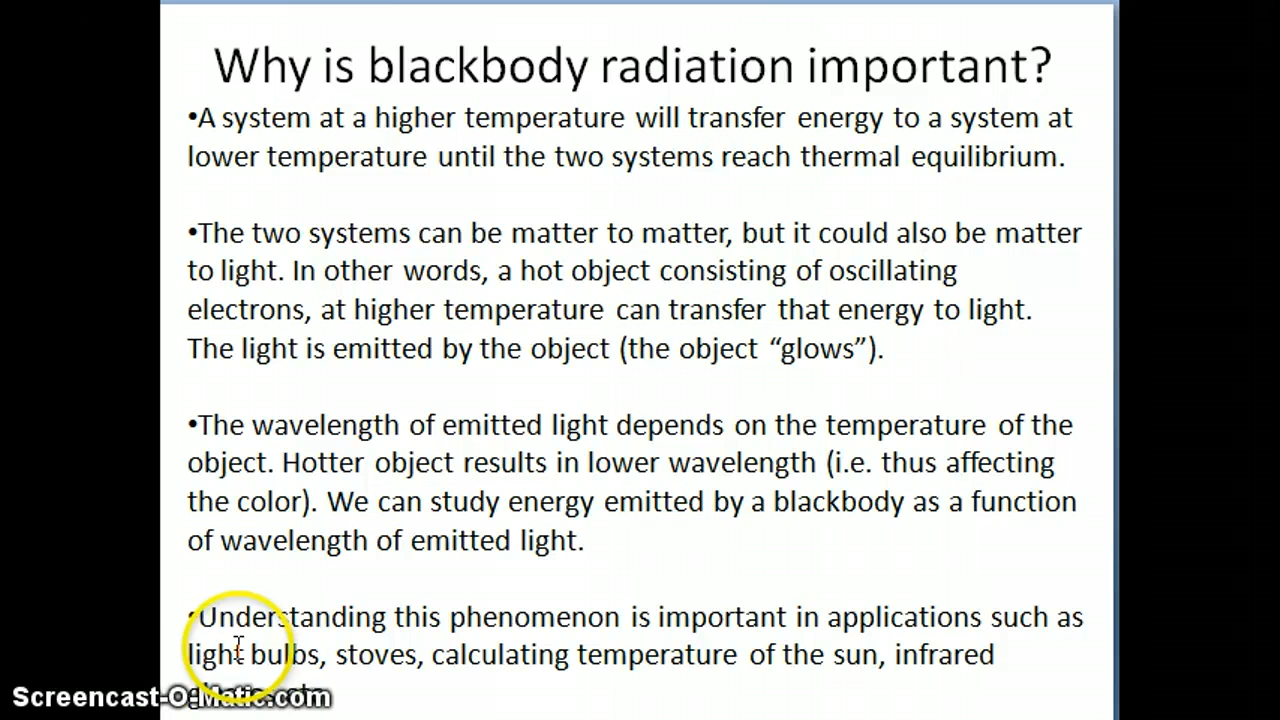 Why is blackbody radiation important?
•A system at a higher temperature will transfer energy to a system at
lower temperature until the two systems reach thermal equilibrium.
•The two systems can be matter to matter, but it could also be matter
to light. In other words, a hot object consisting of oscillating
electrons, at higher temperature can transfer that energy to light.
The light is emitted by the object (the object “glows”).
•The wavelength of emitted light depends on the temperature of the
object. Hotter object results in lower wavelength (i.e. thus affecting
the color). We can study energy emitted by a blackbody as a function
of wavelength of emitted light.
•Understanding this phenomenon is important in applications such as
light bulbs, stoves, calculating temperature of the sun, infrared
Screencast-O-Matic.com